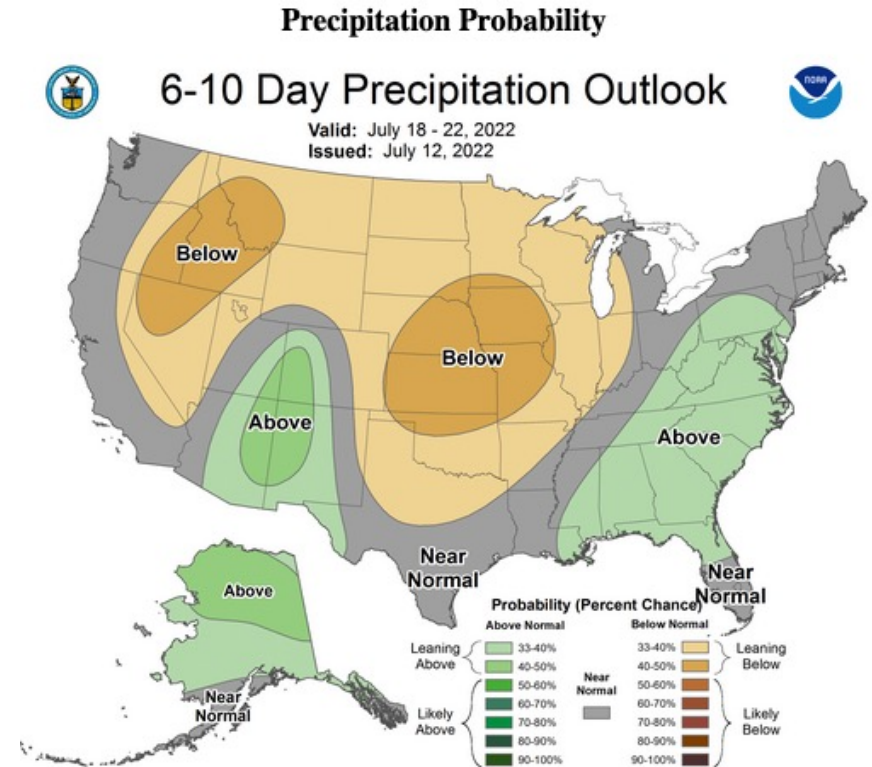 Precipitation Probability
NOAA
6-10 Day Precipitation Outlook
Valid: July 18 - 22, 2022
Issued: July 12, 2022
Below
Below
Above
Above
Near
Normal
Near
Normal
Above
Near
Normal
Probability (Percent Chance)
Above Normal
Below Normal
Leaning
Above
33-40%
40-50%
Likely
Above
50-60%
60-70%
70-80%
80-90%
90-100%
Near
Normal
33-40%
40-50%
Leaning
Below
50-60%
60-70%
70-80%
80-90%
90-100%
Likely
Below